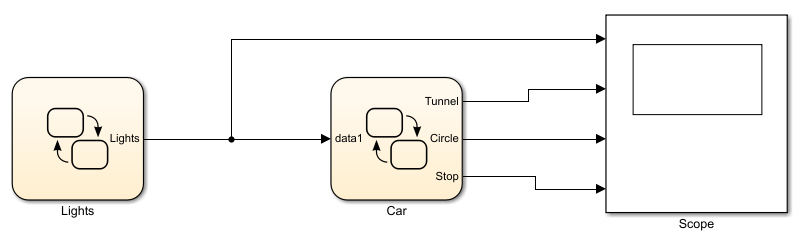 Tunnel
Lights
data1
Circle
Stop
Lights
Car
Scope